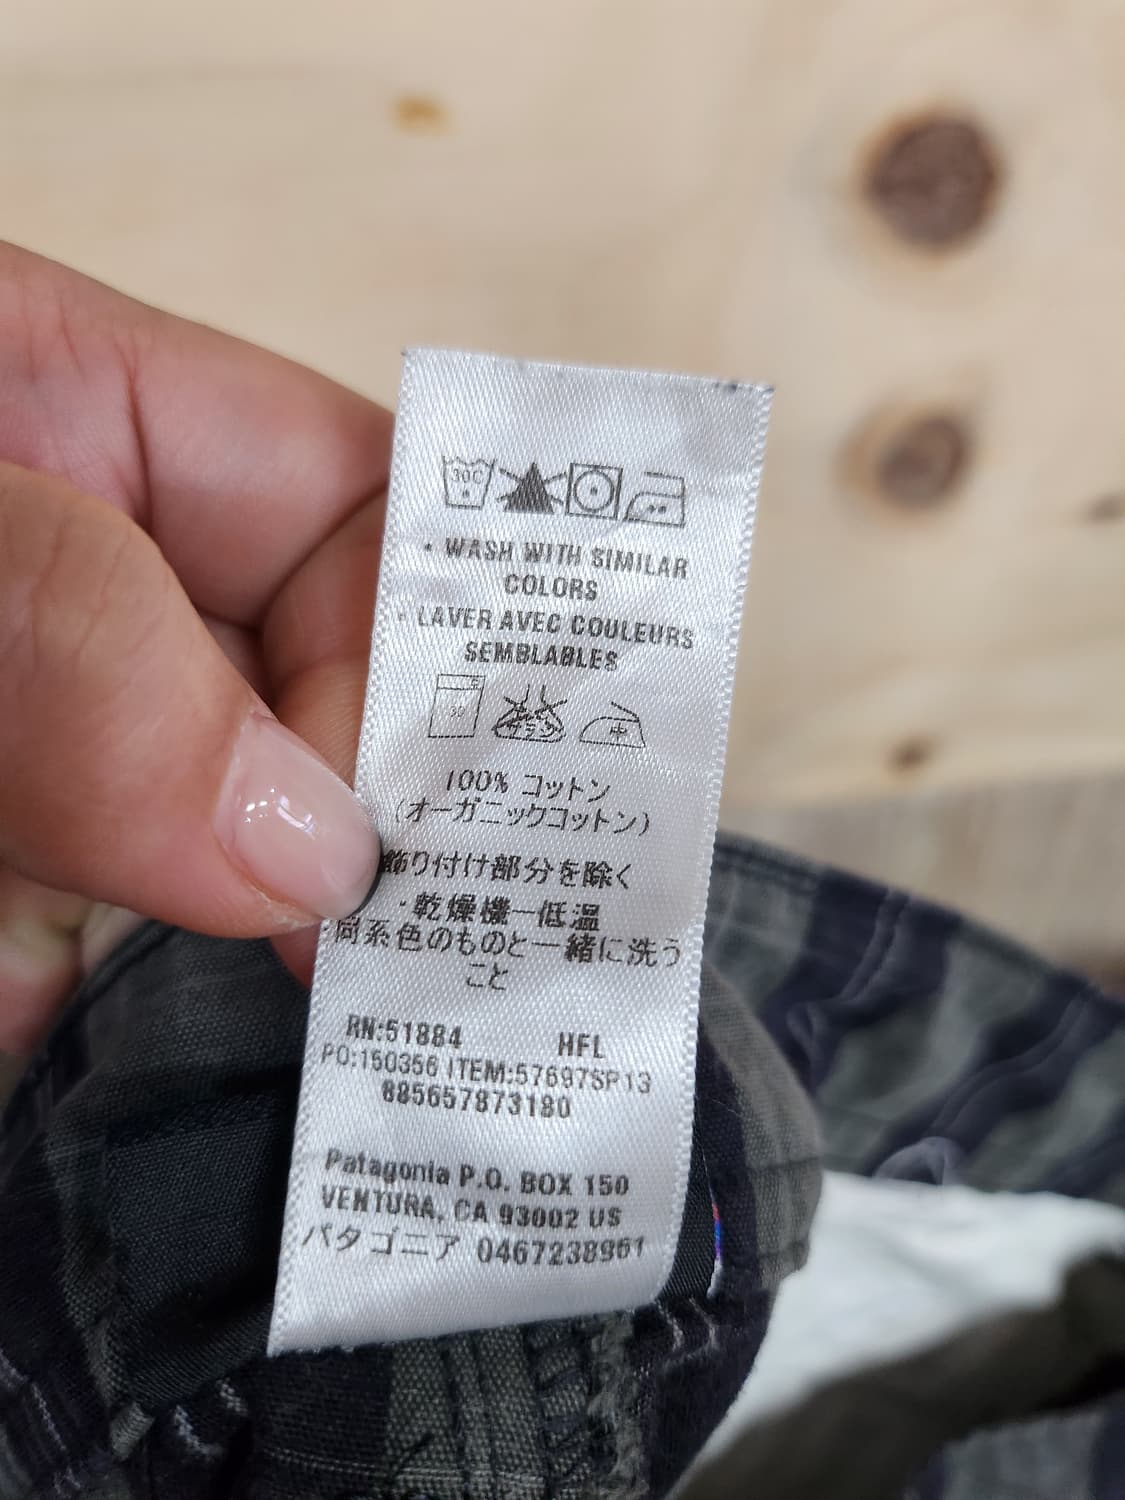 30C
• WASH WITH SIMILAR
COLORS
• LAVER AVEC COULEURS
SEMBLABLES
30 中
100% コットン
(オーガニックコットン)
飾り付け部分を除く
・乾燥機ー低温
同系色のものと一緒に洗う
こと
RN:51884 HFL
PO:150356 ITEM:57697SP13
885657873180
Patagonia P.O. BOX 150
VENTURA, CA 93002 US
パタゴニア 0467238961